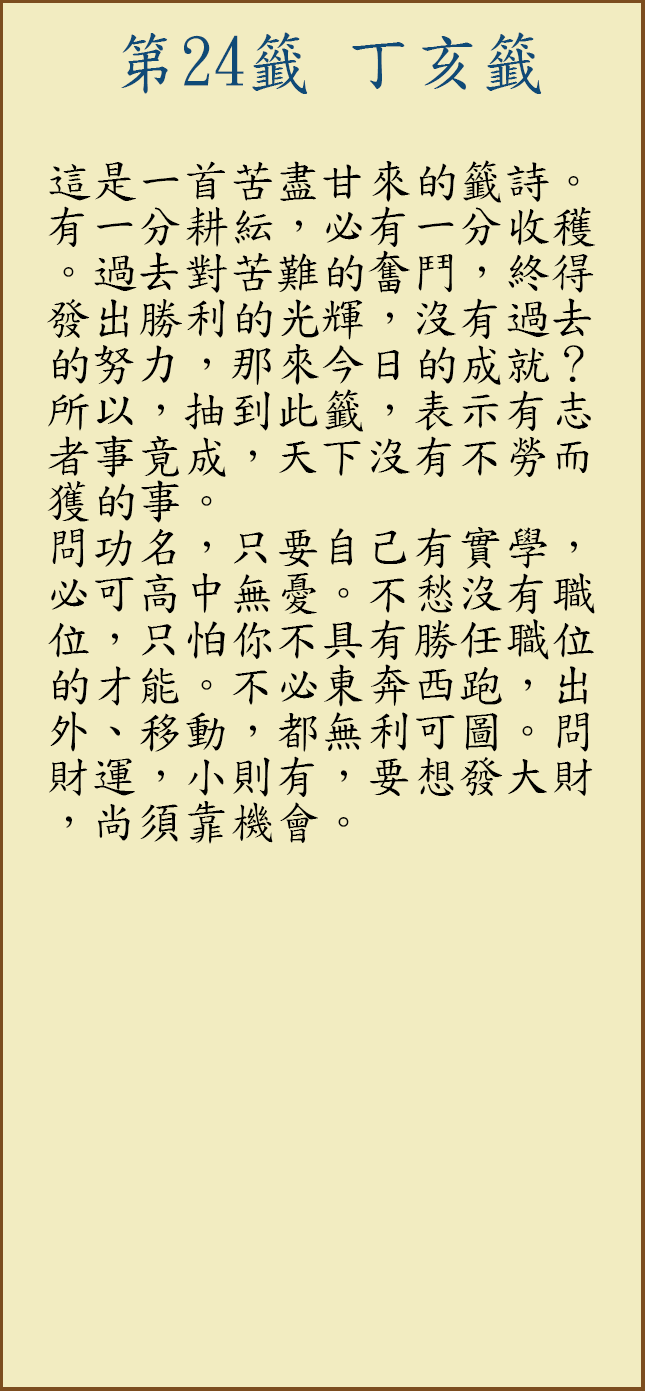 第24籤 丁亥籤
這是一首苦盡甘來的籤詩。
有一分耕紜，必有一分收穫
。過去對苦難的奮鬥，終得
發出勝利的光輝，沒有過去
的努力，那來今日的成就？
所以，抽到此籤，表示有志
者事竟成，天下沒有不勞而
獲的事。
問功名，只要自己有實學，
必可高中無憂。不愁沒有職
位，只怕你不具有勝任職位
的才能。不必東奔西跑，出
外、移動，都無利可圖。問
財運，小則有，要想發大財
，尚須靠機會。